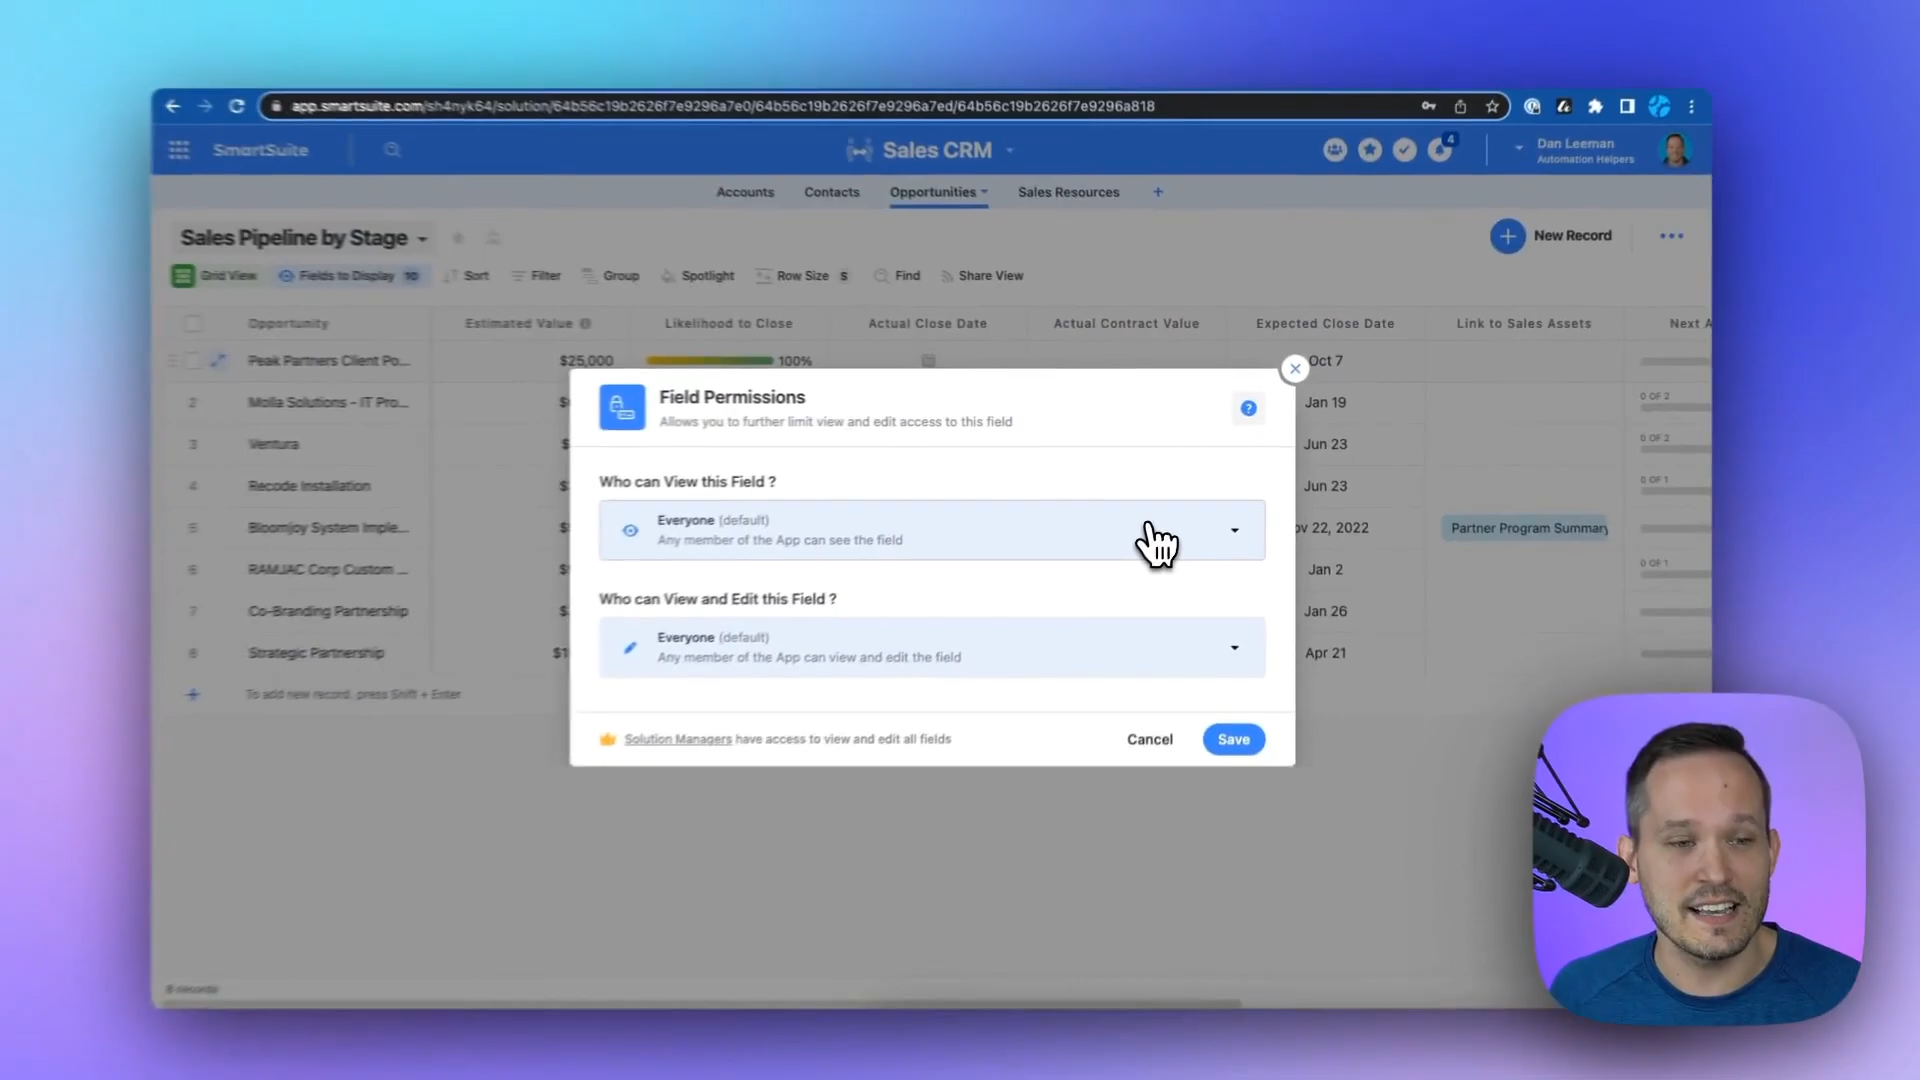 app.smartsuite.com/sh4nyk64/solution/64b56c19b2626f7e9296a7e0/64b56c19b2626f7e9296a7ed/64b56c19b2626f7e9296a818
SmartSuite
Sales CRM
4
Dan Leeman
Automation Helpers
Accounts
Contacts
Opportunities
Sales Resources
Sales Pipeline by Stage
New Record
Grid View
Fields to Display 10
Sort
Filter
Group
Spotlight
Row Size S
Find
Share View
Opportunity
Estimated Value
Likelihood to Close
Actual Close Date
Actual Contract Value
Expected Close Date
Link to Sales Assets
Next A
Peak Partners Client Po...
$25,000
100%
Oct 7
2
Molla Solutions - IT Pro...
$
Jan 19
0 OF 2
3
Ventura
$
Jun 23
0 OF 2
4
Recode Installation
$
Jun 23
0 OF 1
5
Bloomjoy System Imple...
$
ov 22, 2022
Partner Program Summary
6
RAMJAC Corp Custom ...
$
Jan 2
0 OF 1
7
Co-Branding Partnership
$
Jan 26
8
Strategic Partnership
$1
Apr 21
To add new record, press Shift + Enter
8 records
Field Permissions
Allows you to further limit view and edit access to this field
?
Who can View this Field ?
Everyone (default)
Any member of the App can see the field
Who can View and Edit this Field ?
Everyone (default)
Any member of the App can view and edit the field
Solution Managers have access to view and edit all fields
Cancel
Save